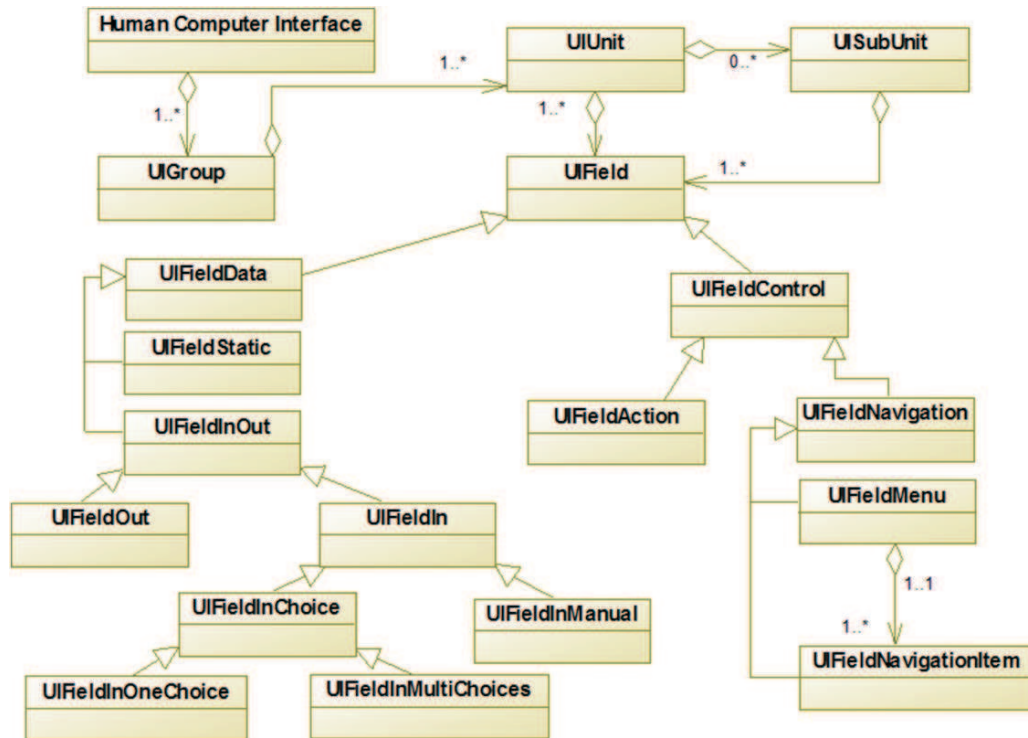 Human Computer Interface
UIUnit
UISubUnit
1..*
0..*
1..*
1..*
UIGroup
UIField
1..*
UIFieldData
UIFieldControl
UIFieldStatic
UIFieldInOut
UIFieldAction
UIFieldNavigation
UIFieldOut
UIFieldIn
UIFieldMenu
UIFieldInChoice
UIFieldInManual
1..1
1..*
UIFieldNavigationItem
UIFieldInOneChoice
UIFieldInMultiChoices